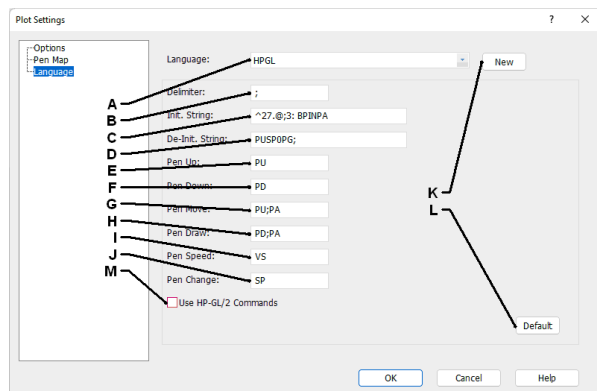 Plot Settings ? ×
Options
Pen Map
Language
Language: HPGL New
Delimiter: ;
Init. String: ^27.@;3: BPINPA
De-Init. String: PUSP0PG;
Pen Up: PU
Pen Down: PD
Pen Move: PU;PA
Pen Draw: PD;PA
Pen Speed: VS
Pen Change: SP
Use HP-GL/2 Commands
Default
OK Cancel Help
A
B
C
D
E
F
G
H
I
J
M
K
L